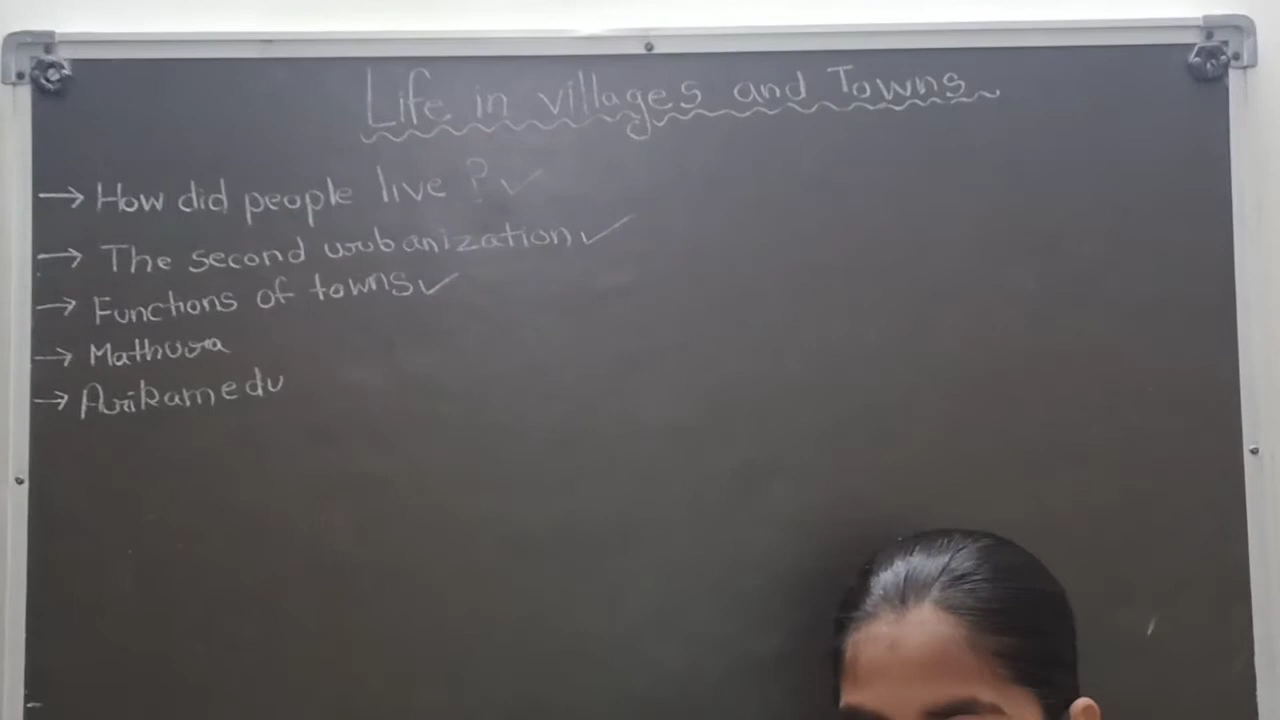 Life in villages and Towns
→ How did people live ? ✓
→ The second urbanization ✓
→ Functions of towns ✓
→ Mathura
→ Arikamedu